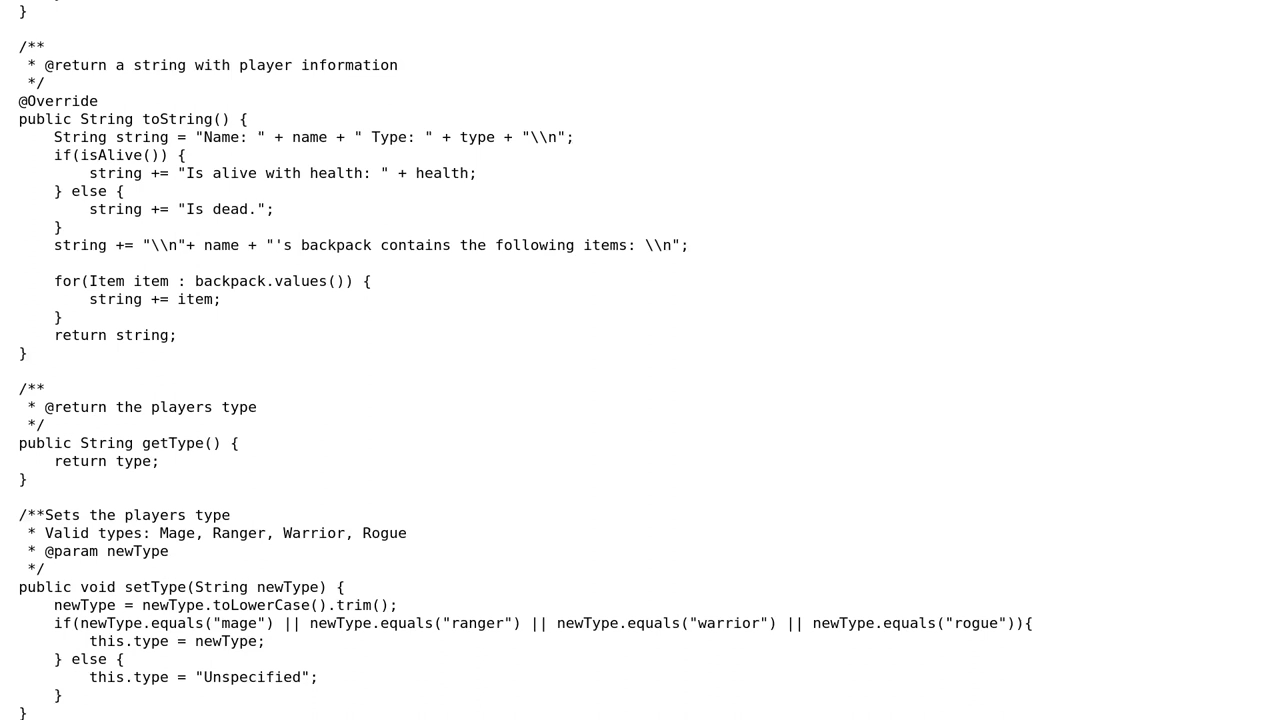 }

/**
 * @return a string with player information
 */
@Override
public String toString() {
    String string = "Name: " + name + " Type: " + type + "\\n";
    if(isAlive()) {
        string += "Is alive with health: " + health;
    } else {
        string += "Is dead.";
    }
    string += "\\n"+ name + "'s backpack contains the following items: \\n";

    for(Item item : backpack.values()) {
        string += item;
    }
    return string;
}

/**
 * @return the players type
 */
public String getType() {
    return type;
}

/**Sets the players type
 * Valid types: Mage, Ranger, Warrior, Rogue
 * @param newType
 */
public void setType(String newType) {
    newType = newType.toLowerCase().trim();
    if(newType.equals("mage") || newType.equals("ranger") || newType.equals("warrior") || newType.equals("rogue")){
        this.type = newType;
    } else {
        this.type = "Unspecified";
    }
}